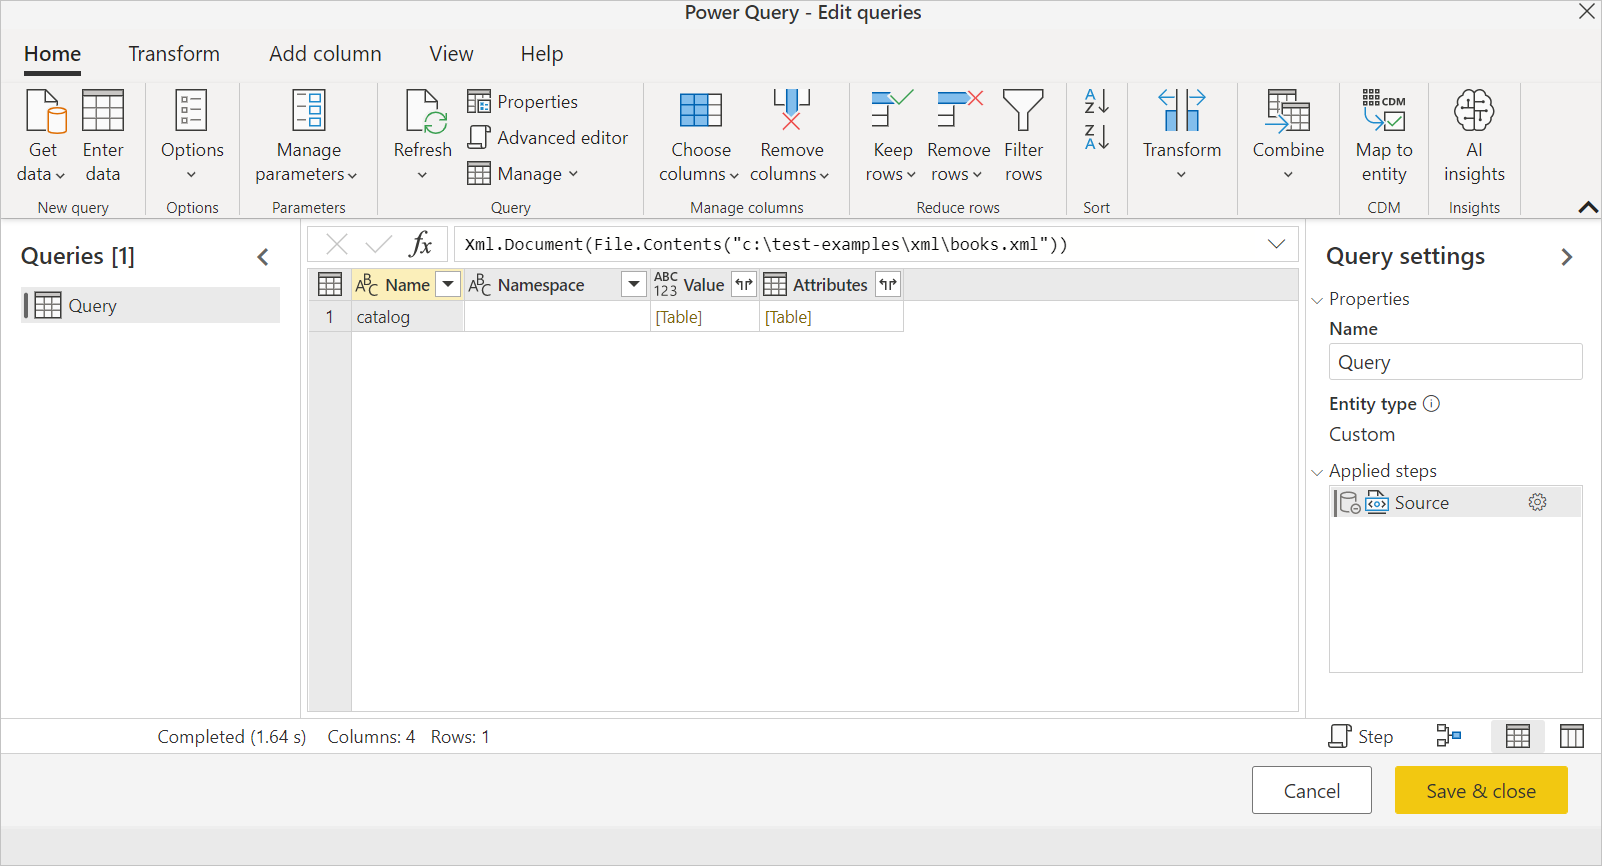 Power Query - Edit queries
Home Transform Add column View Help
Get data
Enter data
New query
Options
Options
Manage parameters
Parameters
Refresh
Properties
Advanced editor
Manage
Query
Choose columns
Remove columns
Manage columns
Keep rows
Remove rows
Filter rows
Reduce rows
A
Z
Z
A
Sort
Transform
Combine
CDM
Map to entity
CDM
AI insights
Insights
Queries [1]
Query
fx Xml.Document(File.Contents("c:\test-examples\xml\books.xml"))
ABC Name ABC Namespace ABC 123 Value Attributes
1 catalog [Table] [Table]
Query settings
Properties
Name
Query
Entity type
Custom
Applied steps
Source
Completed (1.64 s) Columns: 4 Rows: 1
Step
Cancel Save & close